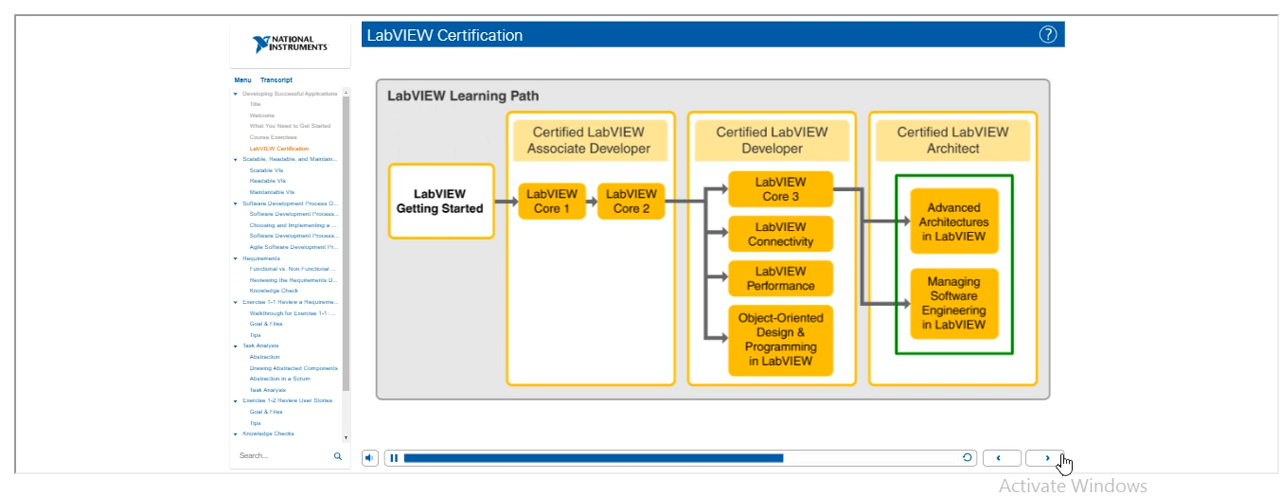 NATIONAL
INSTRUMENTS
LabVIEW Certification
?
Menu Transcript
Developing Successful Applications
Title
Welcome
What You Need to Get Started
Course Exercises
LabVIEW Certification
Scalable, Readable, and Maintain...
Scalable VIs
Readable VIs
Maintainable VIs
Software Development Process O...
Software Development Process...
Choosing and Implementing a ...
Software Development Process...
Agile Software Development Pr...
Requirements
Functional vs. Non Functional ...
Reviewing the Requirements D...
Knowledge Check
Exercise 1-1 Review a Requireme...
Walkthrough for Exercise 1-1: ...
Goal & Files
Tips
Task Analysis
Abstraction
Drawing Abstracted Components
Abstraction in a Scrum
Task Analysis
Exercise 1-2 Review User Stories
Goal & Files
Tips
Knowledge Checks
Search...
LabVIEW Learning Path
LabVIEW
Getting Started
Certified LabVIEW
Associate Developer
LabVIEW
Core 1
LabVIEW
Core 2
Certified LabVIEW
Developer
LabVIEW
Core 3
LabVIEW
Connectivity
LabVIEW
Performance
Object-Oriented
Design &
Programming
in LabVIEW
Certified LabVIEW
Architect
Advanced
Architectures
in LabVIEW
Managing
Software
Engineering
in LabVIEW
Activate Windows